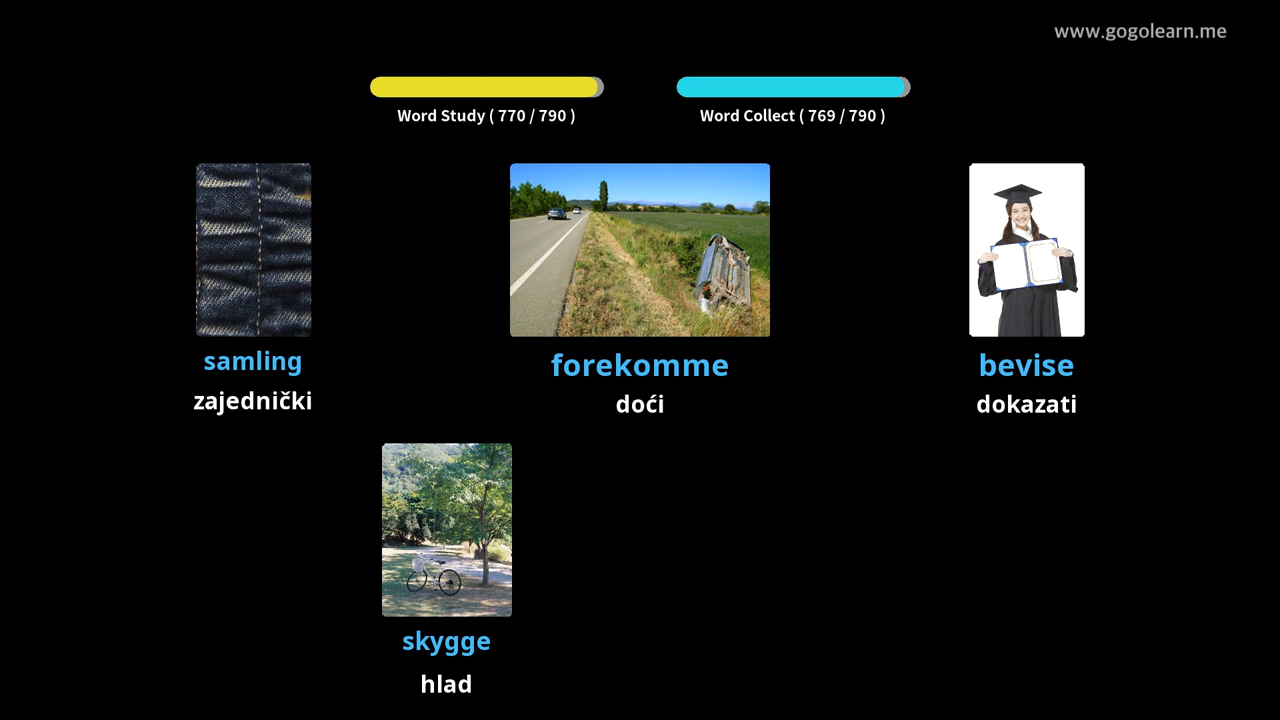 www.gogolearn.me
Word Study ( 770 / 790 )
Word Collect ( 769 / 790 )
samling
zajednički
forekomme
doći
bevise
dokazati
skygge
hlad